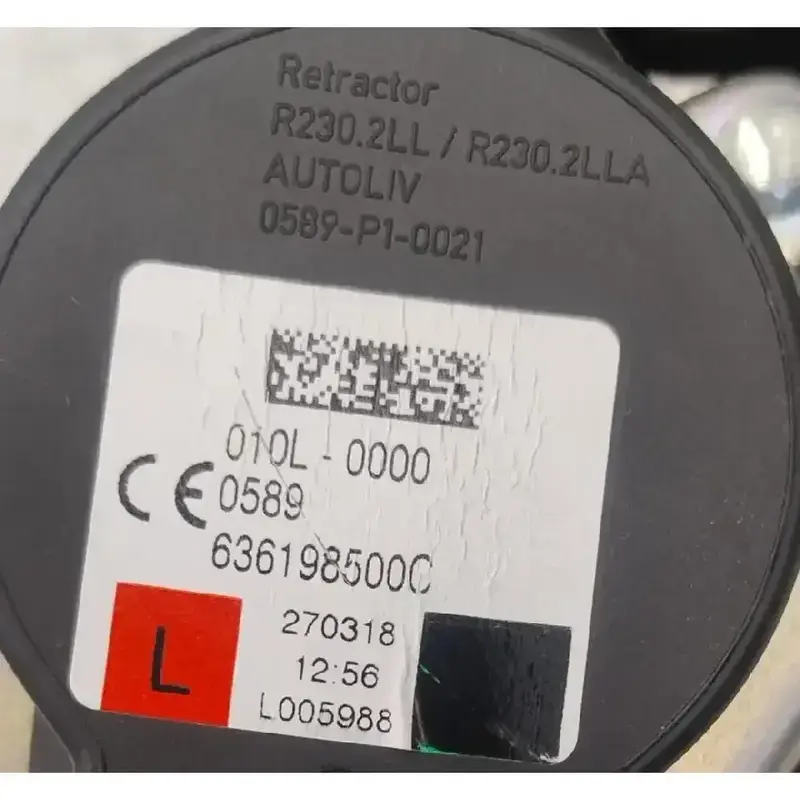 Retractor
R230.2LL / R230.2LLA
AUTOLIV
0589-P1-0021
010L - 0000
CE 0589
636198500C
L
270318
12:56
L005988